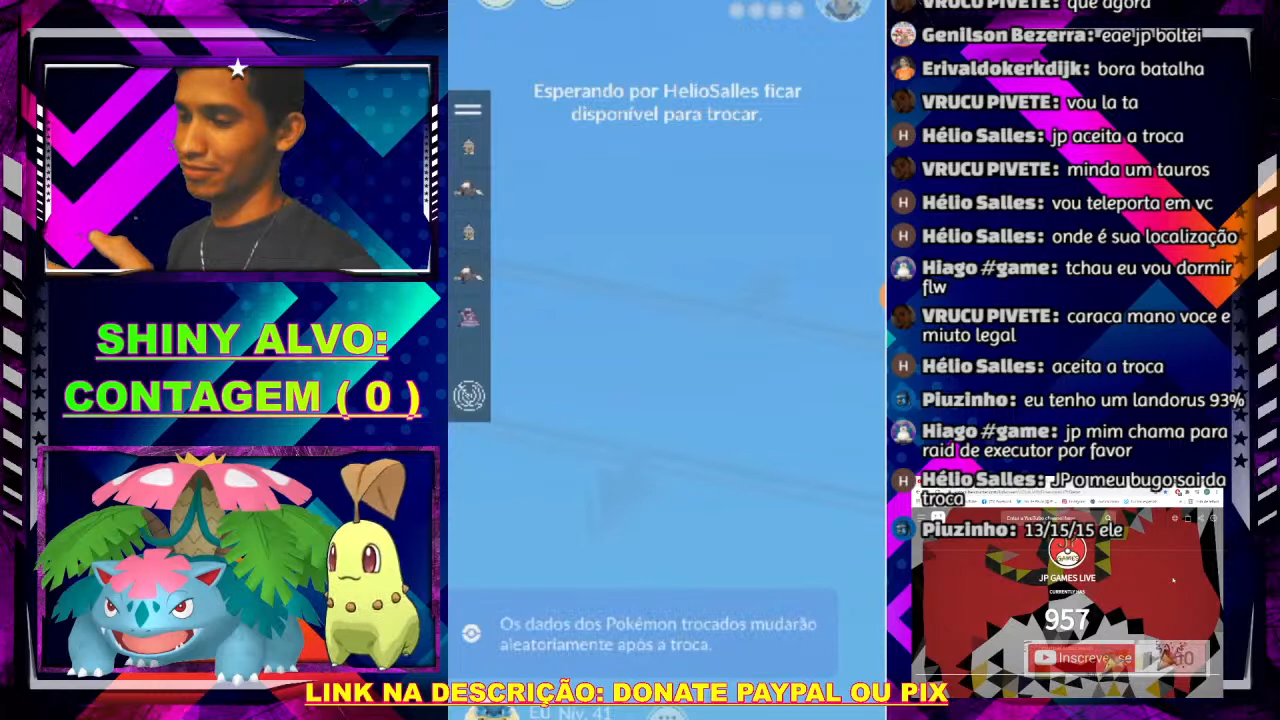 SHINY ALVO:
CONTAGEM ( 0 )
Esperando por HelioSalles ficar
disponível para trocar.
Os dados dos Pokémon trocados mudarão
aleatoriamente após a troca.
Eu Nív. 41
VRUCU PIVETE: que agora
Genilson Bezerra: eae jp boltei
Erivaldokerkdijk: bora batalha
VRUCU PIVETE: vou la ta
H Hélio Salles: jp aceita a troca
VRUCU PIVETE: minda um tauros
H Hélio Salles: vou teleporta em vc
H Hélio Salles: onde é sua localização
Hiago #game: tchau eu vou dormir
flw
VRUCU PIVETE: caraca mano voce e
miuto legal
H Hélio Salles: aceita a troca
Piuzinho: eu tenho um landorus 93%
Hiago #game: jp mim chama para
raid de executor por favor
H Hélio Salles: JP o meu bugo sai da
troca
Piuzinho: 13/15/15 ele
JP GAMES LIVE
CURRENTLY HAS
957
Inscreve-se
LINK NA DESCRIÇÃO: DONATE PAYPAL OU PIX